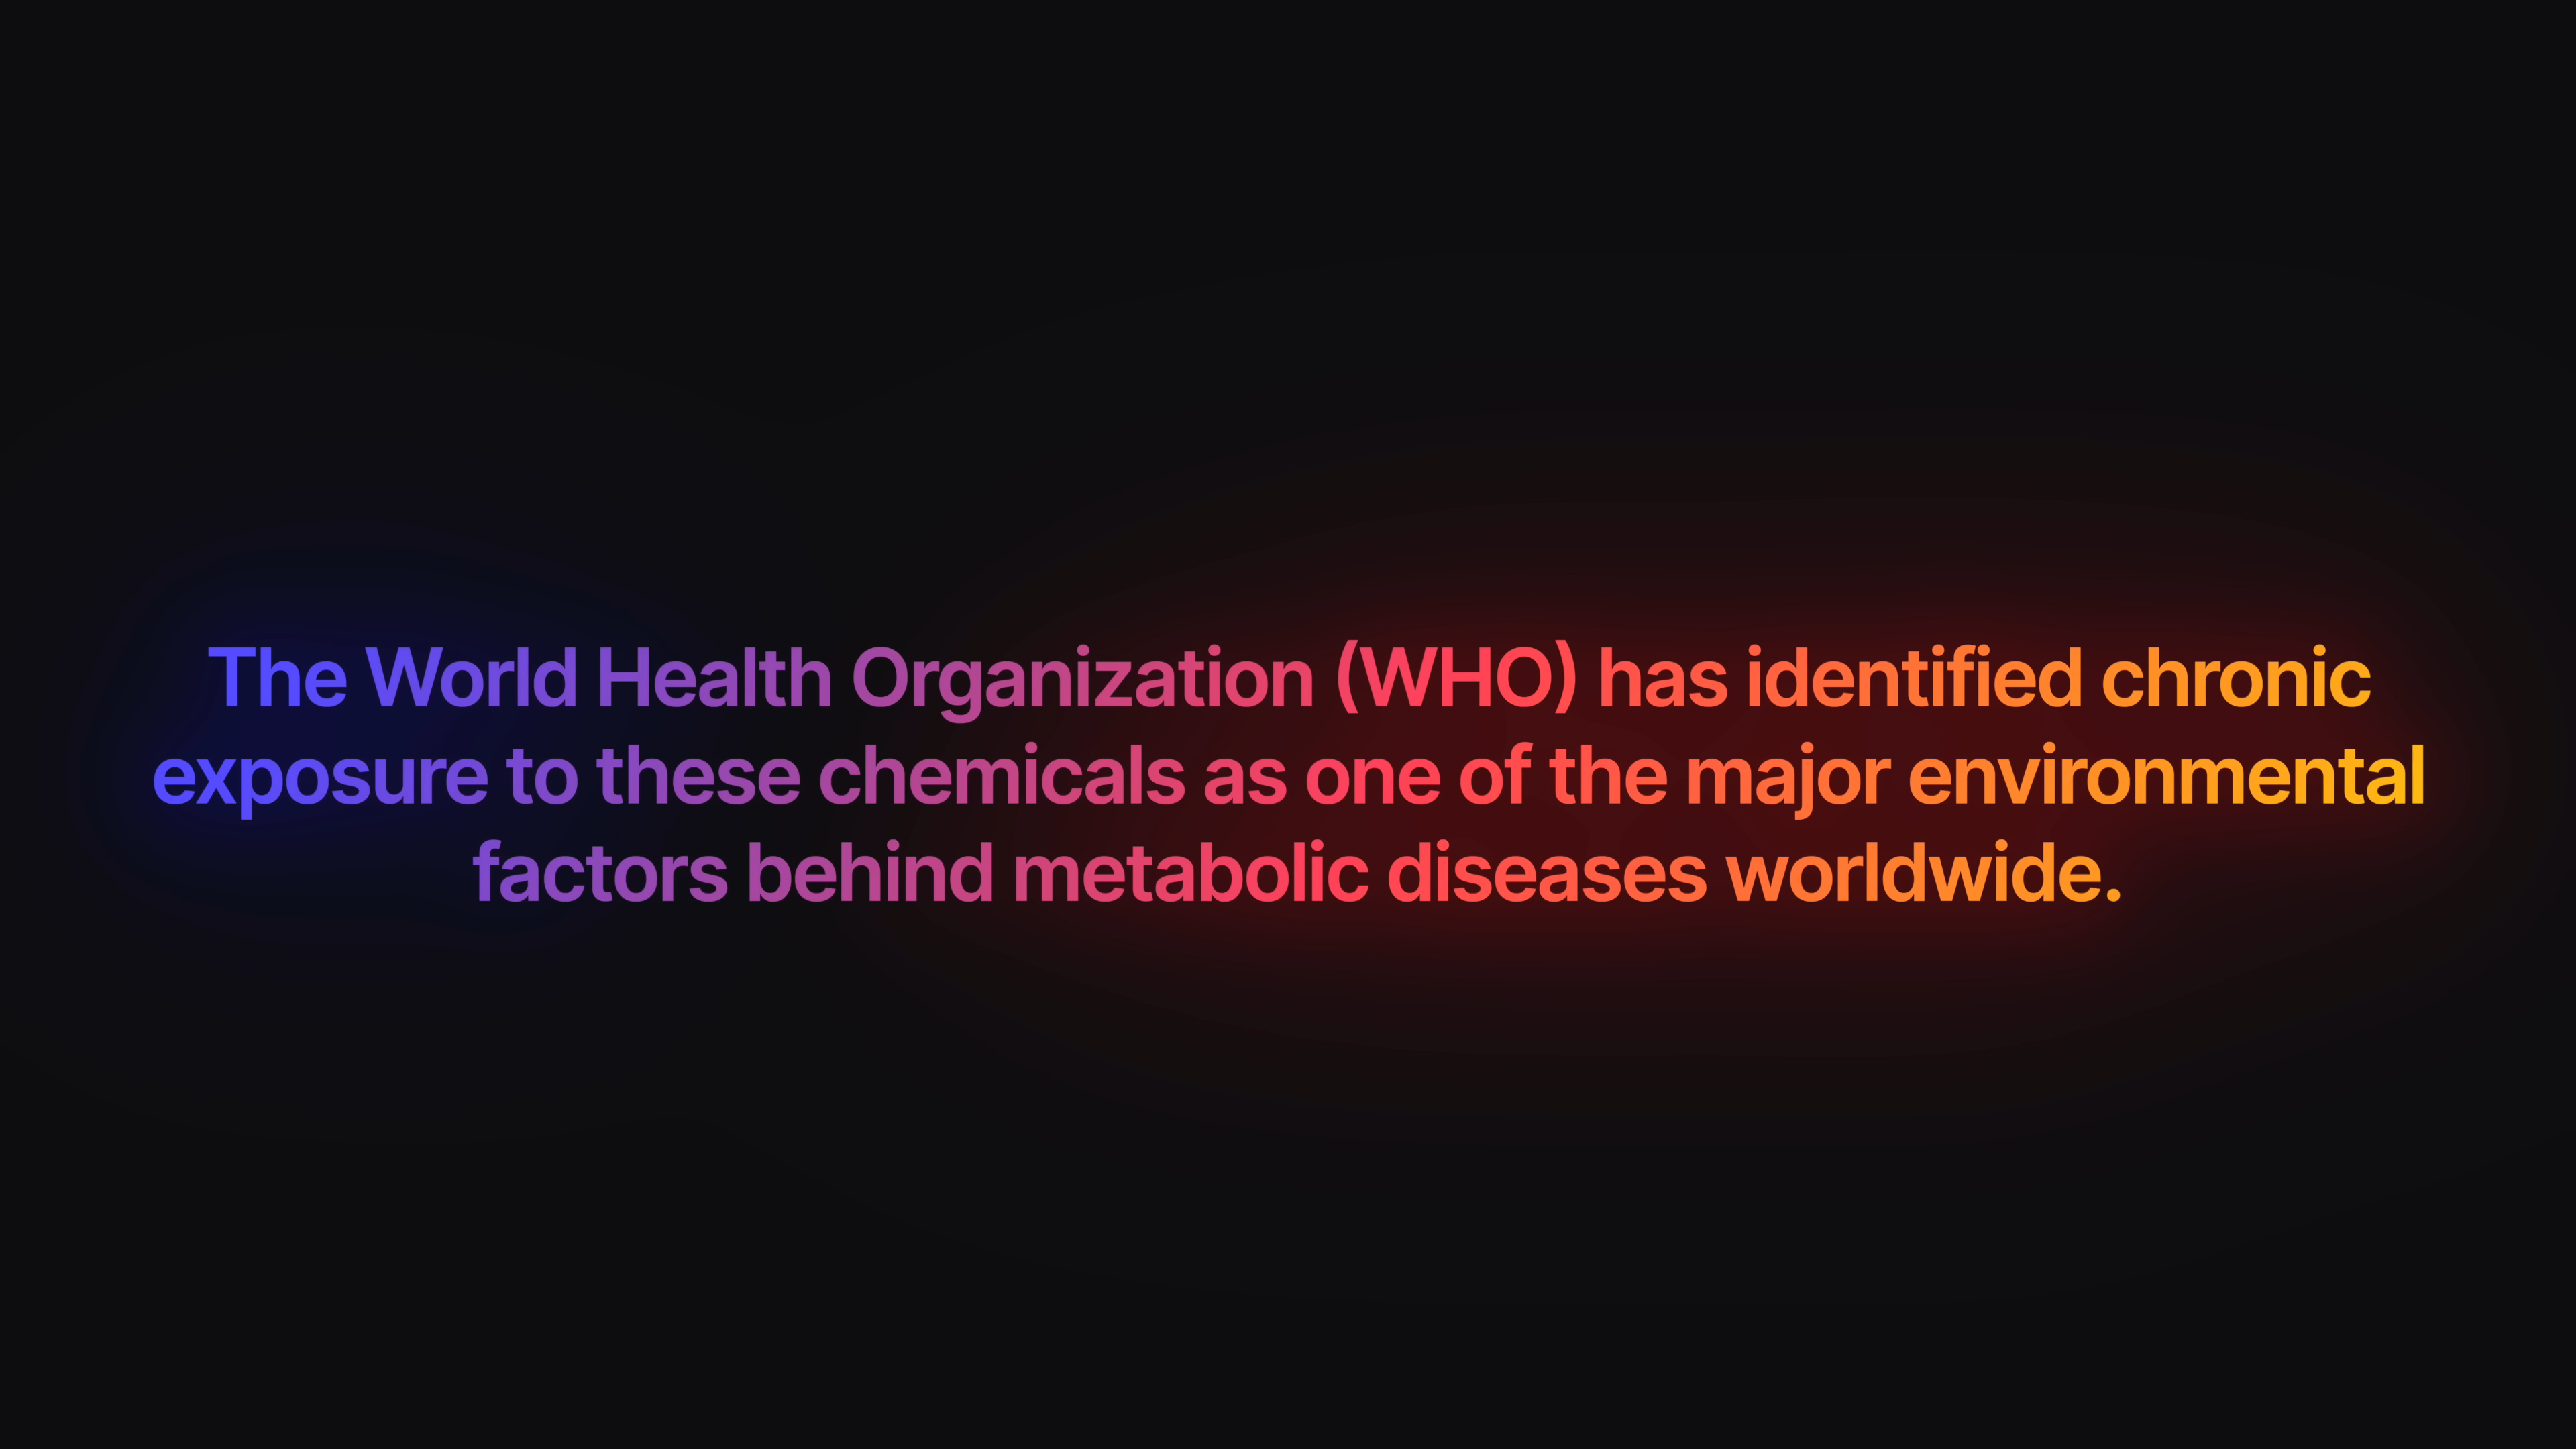 The World Health Organization (WHO) has identified chronic
exposure to these chemicals as one of the major environmental
factors behind metabolic diseases worldwide.